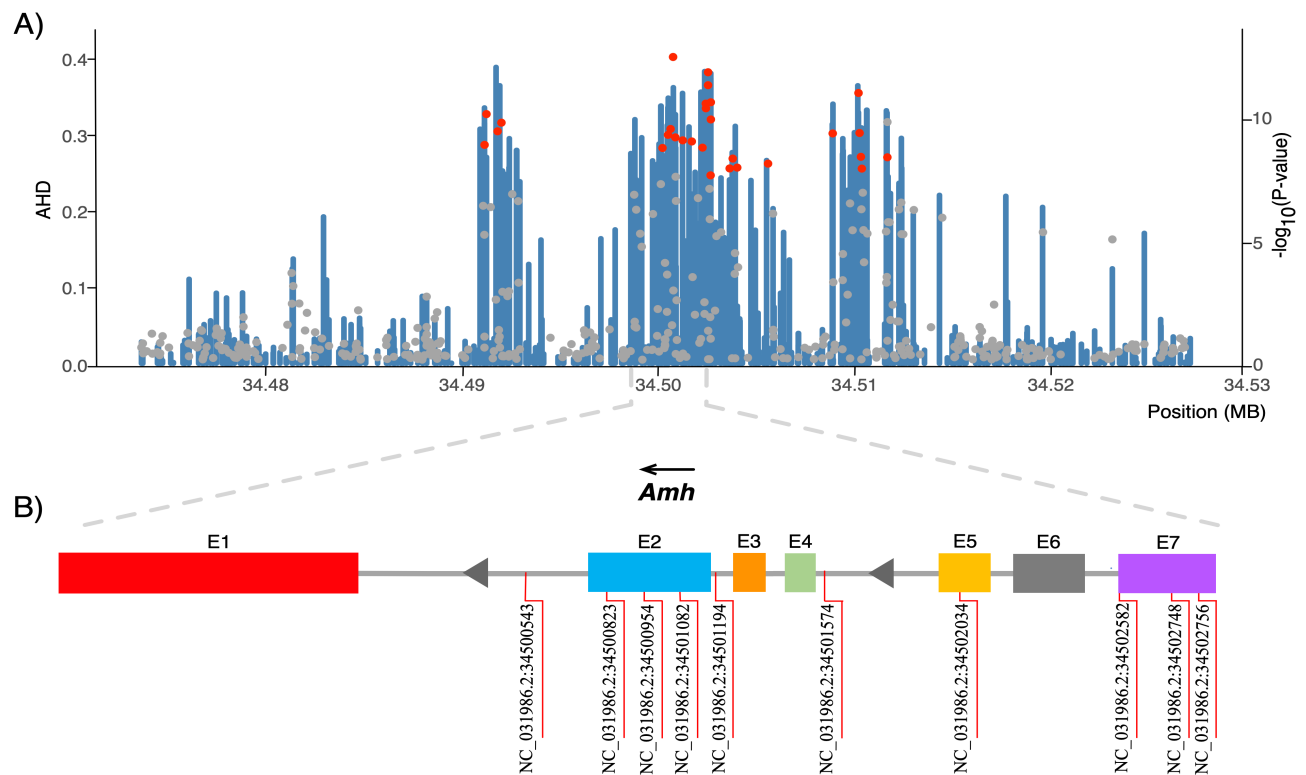 A)
AHD
0.4
0.3
0.2
0.1
0.0
10
5
0
-log10(P-value)
34.48 34.49 34.50 34.51 34.52 34.53
Position (MB)
Amh
B)
E1 E2 E3 E4 E5 E6 E7
NC_031986.2:34500543
NC_031986.2:34500823
NC_031986.2:34500954
NC_031986.2:34501082
NC_031986.2:34501194
NC_031986.2:34501574
NC_031986.2:34502034
NC_031986.2:34502582
NC_031986.2:34502748
NC_031986.2:34502756